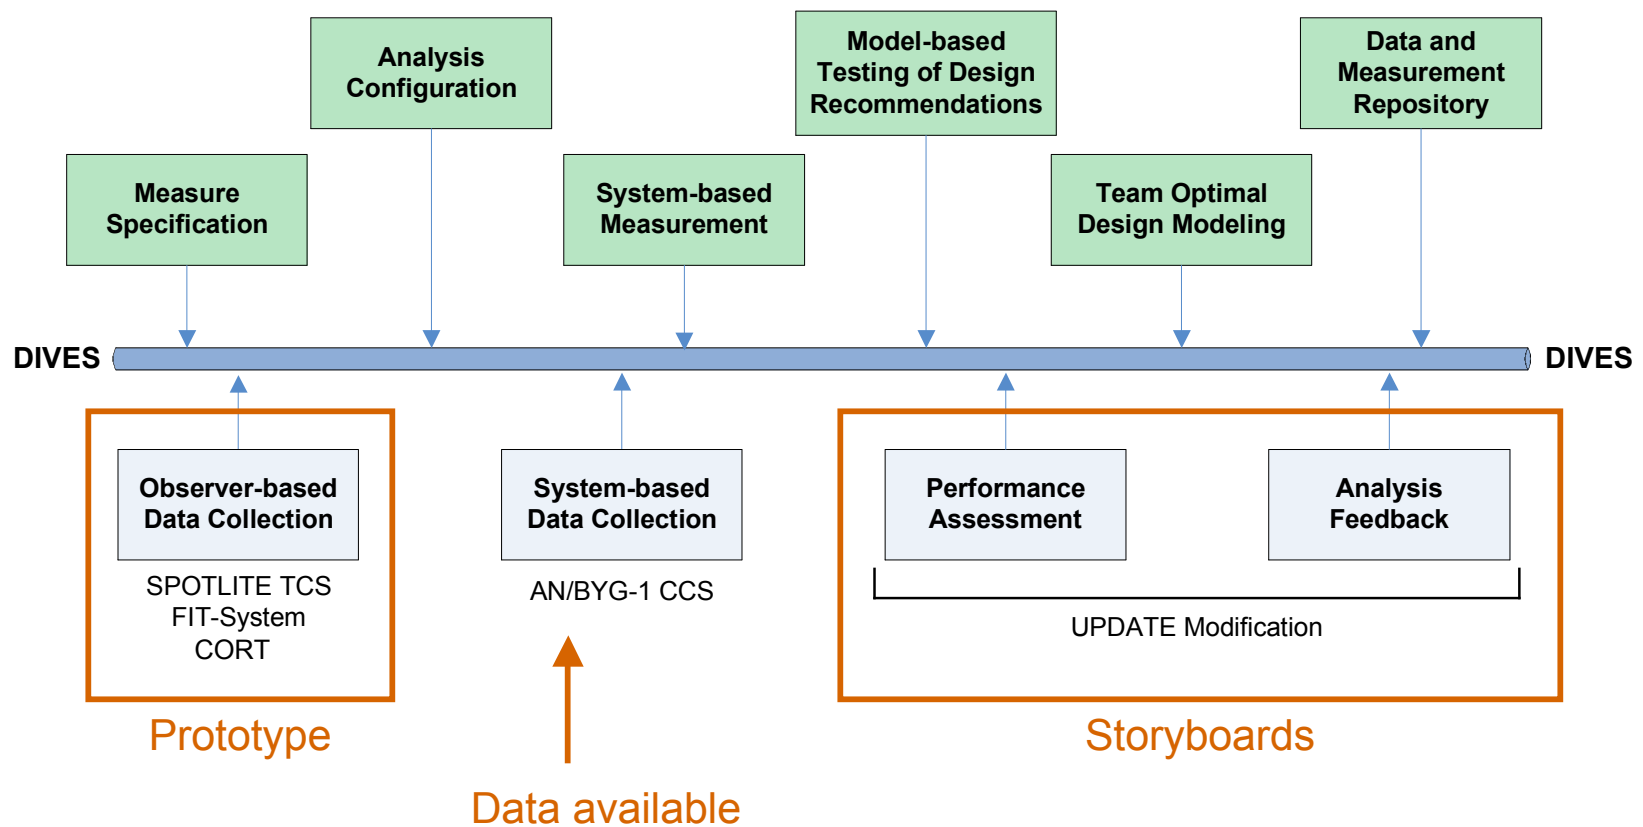 Analysis
Configuration
Model-based
Testing of Design
Recommendations
Data and
Measurement
Repository
Measure
Specification
System-based
Measurement
Team Optimal
Design Modeling
DIVES
DIVES
Observer-based
Data Collection
System-based
Data Collection
Performance
Assessment
Analysis
Feedback
SPOTLITE TCS
FIT-System
CORT
AN/BYG-1 CCS
UPDATE Modification
Prototype
Storyboards
Data available